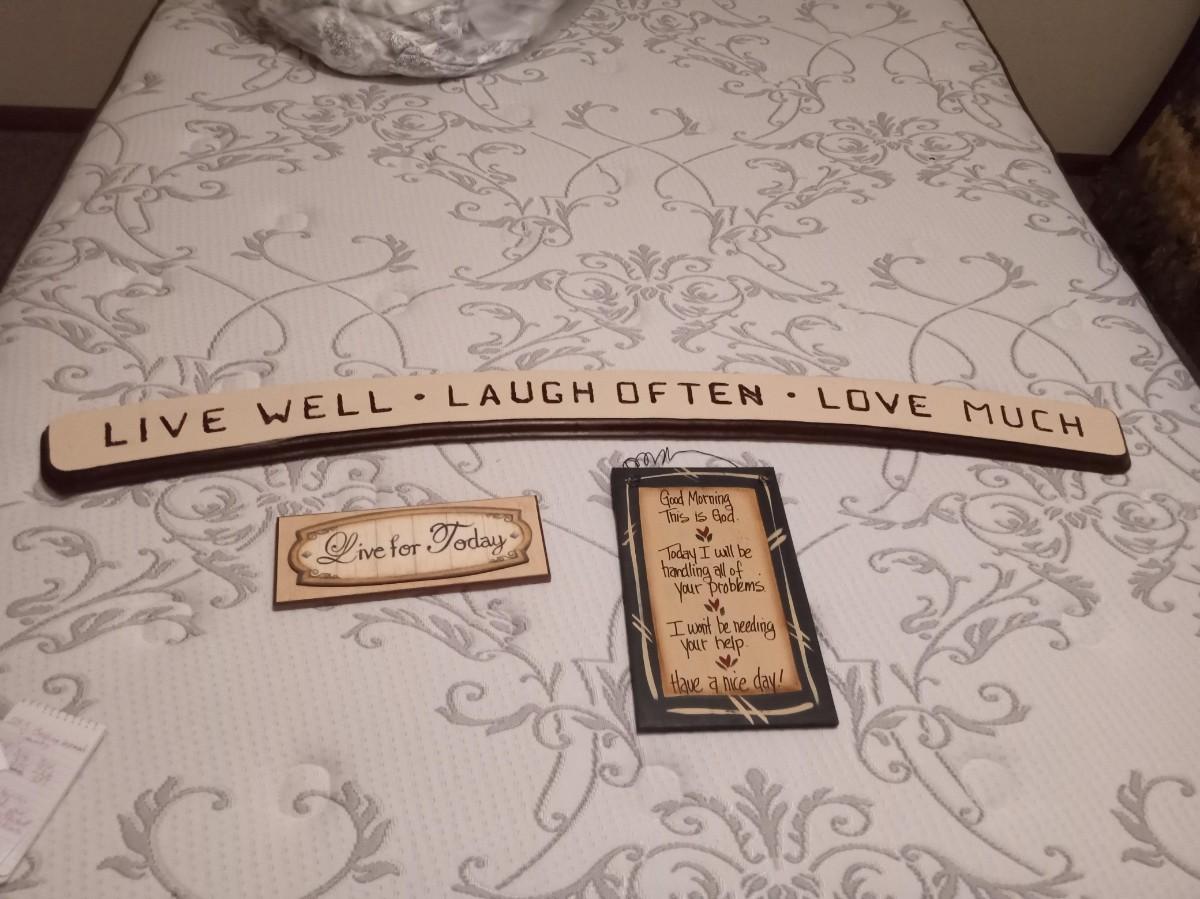 LIVE WELL • LAUGH OFTEN • LOVE MUCH
Live for Today
Good Morning
This is God.
Today I will be
handling all of
your problems.
I won't be needing
your help.
Have a nice day!